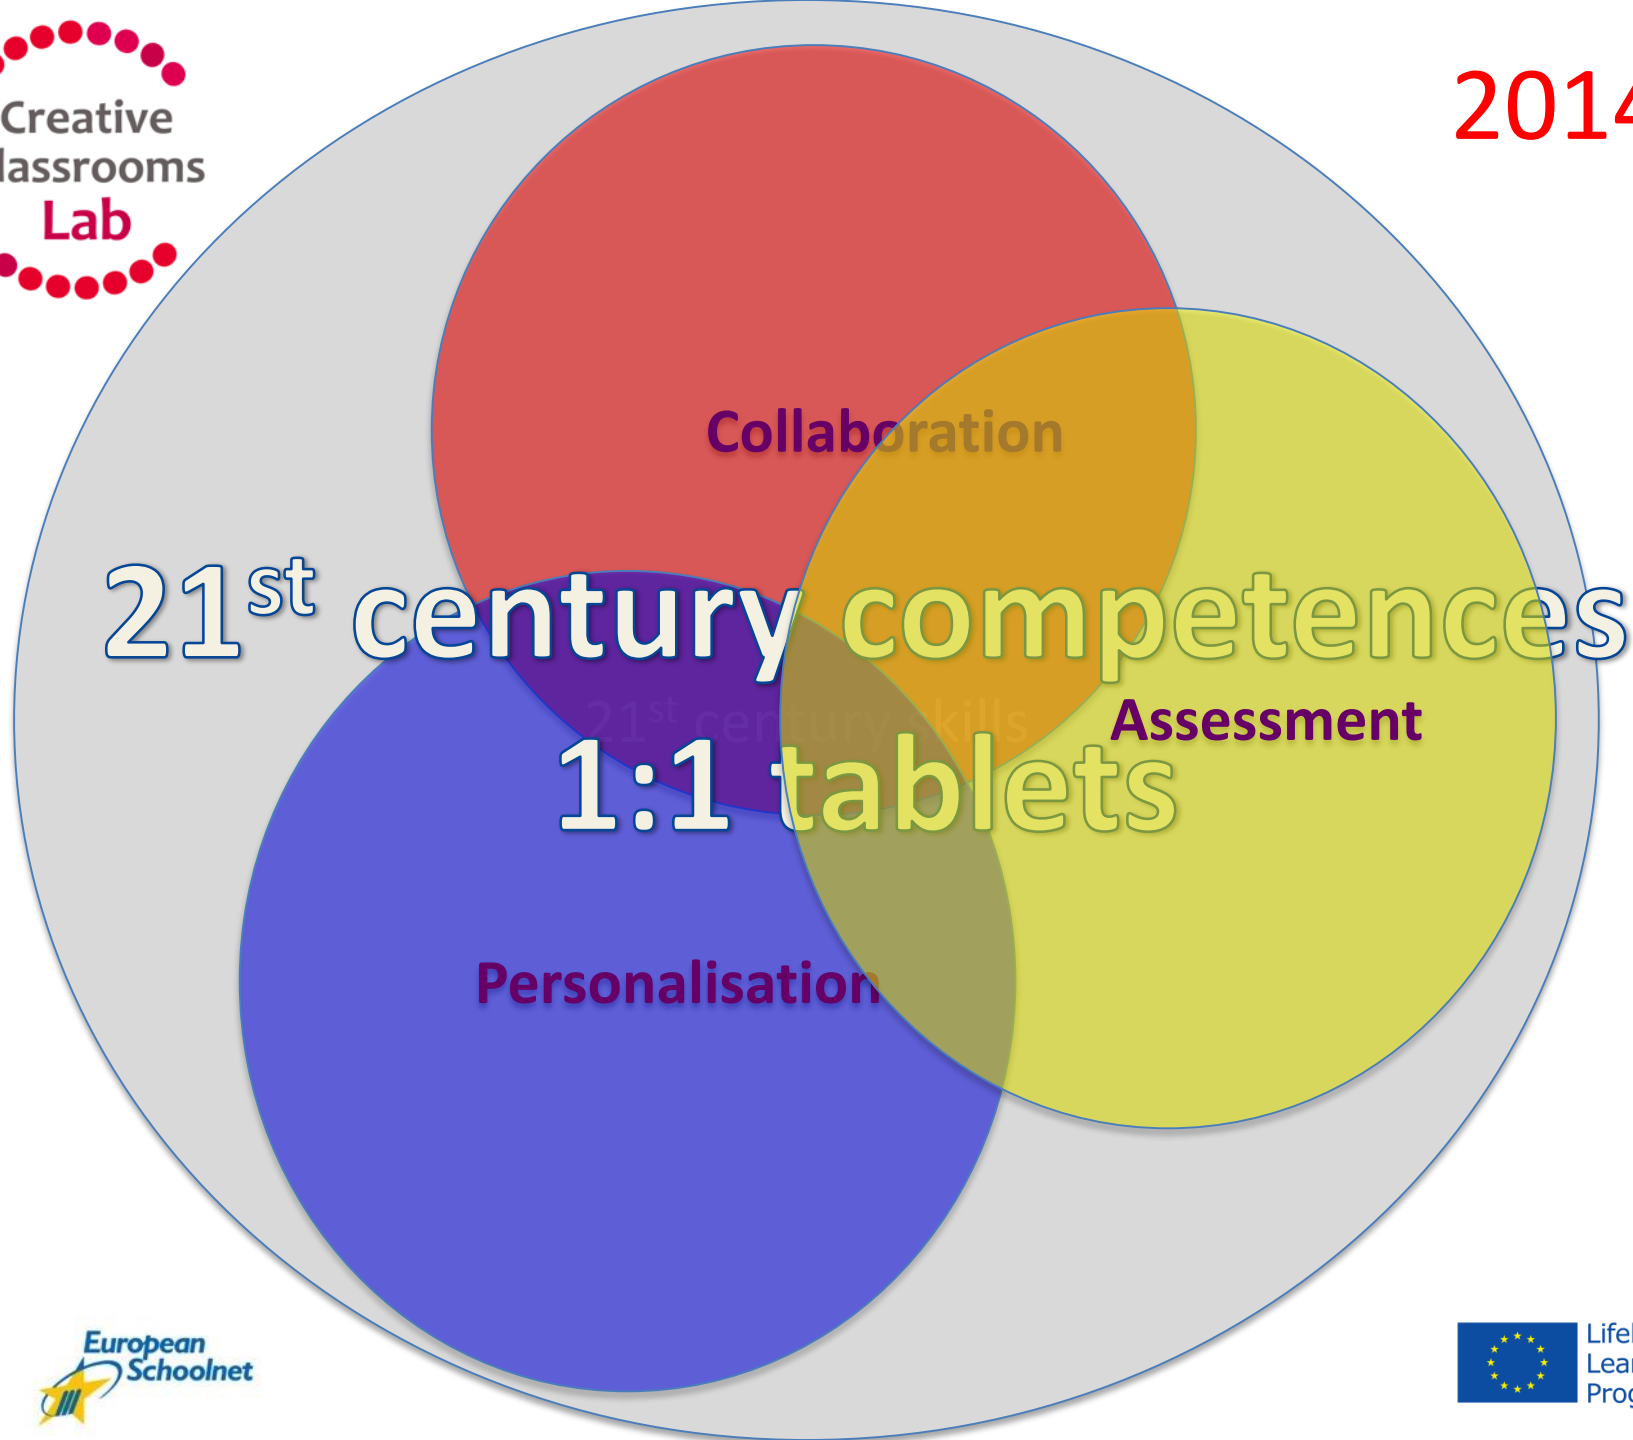 Creative
lassrooms
Lab
2014
Collaboration
21st century competences
21st century skills
Assessment
1:1 tablets
Personalisation
European
Schoolnet
Lifel
Lear
Prog